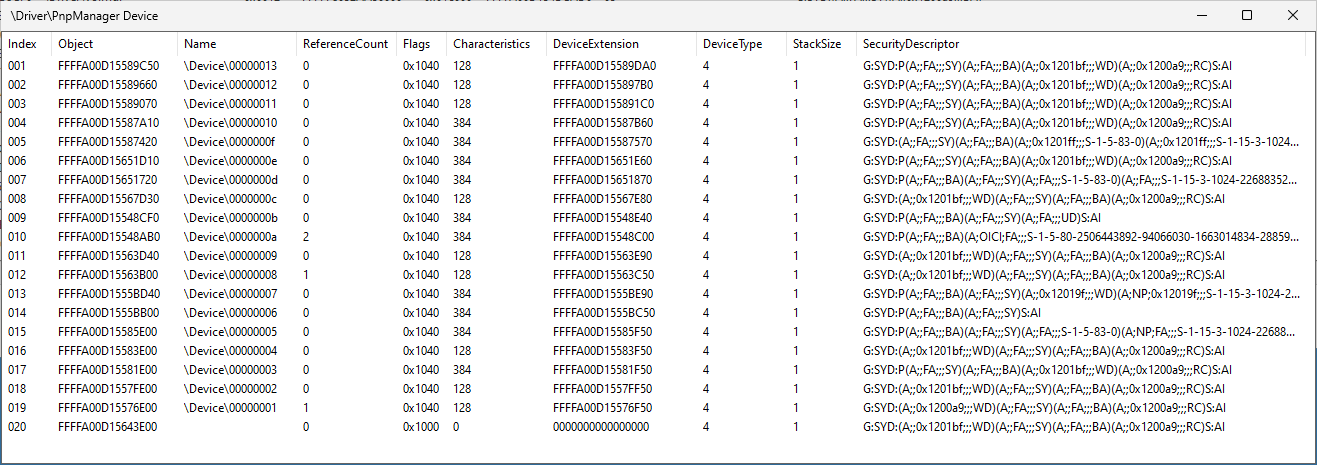 \Driver\PnpManager Device
Index Object Name ReferenceCount Flags Characteristics DeviceExtension DeviceType StackSize SecurityDescriptor
001 FFFFA00D15589C50 \Device\00000013 0 0x1040 128 FFFFA00D15589DA0 4 1 G:SYD:P(A;;FA;;;SY)(A;;FA;;;BA)(A;;0x1201bf;;;WD)(A;;0x1200a9;;;RC)S:AI
002 FFFFA00D15589660 \Device\00000012 0 0x1040 128 FFFFA00D155897B0 4 1 G:SYD:P(A;;FA;;;SY)(A;;FA;;;BA)(A;;0x1201bf;;;WD)(A;;0x1200a9;;;RC)S:AI
003 FFFFA00D15589070 \Device\00000011 0 0x1040 128 FFFFA00D155891C0 4 1 G:SYD:P(A;;FA;;;SY)(A;;FA;;;BA)(A;;0x1201bf;;;WD)(A;;0x1200a9;;;RC)S:AI
004 FFFFA00D15587A10 \Device\00000010 0 0x1040 384 FFFFA00D15587B60 4 1 G:SYD:P(A;;FA;;;SY)(A;;FA;;;BA)(A;;0x1201bf;;;WD)(A;;0x1200a9;;;RC)S:AI
005 FFFFA00D15587420 \Device\0000000f 0 0x1040 384 FFFFA00D15587570 4 1 G:SYD:(A;;FA;;;SY)(A;;FA;;;BA)(A;;0x1201ff;;;S-1-5-83-0)(A;;0x1201ff;;;S-1-15-3-1024...
006 FFFFA00D15651D10 \Device\0000000e 0 0x1040 384 FFFFA00D15651E60 4 1 G:SYD:P(A;;FA;;;SY)(A;;FA;;;BA)(A;;0x1201bf;;;WD)(A;;0x1200a9;;;RC)S:AI
007 FFFFA00D15651720 \Device\0000000d 0 0x1040 384 FFFFA00D15651870 4 1 G:SYD:P(A;;FA;;;BA)(A;;FA;;;SY)(A;;FA;;;S-1-5-83-0)(A;;FA;;;S-1-15-3-1024-22688352...
008 FFFFA00D15567D30 \Device\0000000c 0 0x1040 128 FFFFA00D15567E80 4 1 G:SYD:(A;;0x1201bf;;;WD)(A;;FA;;;SY)(A;;FA;;;BA)(A;;0x1200a9;;;RC)S:AI
009 FFFFA00D15548CF0 \Device\0000000b 0 0x1040 384 FFFFA00D15548E40 4 1 G:SYD:P(A;;FA;;;BA)(A;;FA;;;SY)(A;;FA;;;UD)S:AI
010 FFFFA00D15548AB0 \Device\0000000a 2 0x1040 384 FFFFA00D15548C00 4 1 G:SYD:P(A;;FA;;;BA)(A;OICI;FA;;;S-1-5-80-2506443892-94066030-1663014834-28859...
011 FFFFA00D15563D40 \Device\00000009 0 0x1040 128 FFFFA00D15563E90 4 1 G:SYD:(A;;0x1201bf;;;WD)(A;;FA;;;SY)(A;;FA;;;BA)(A;;0x1200a9;;;RC)S:AI
012 FFFFA00D15563B00 \Device\00000008 1 0x1040 128 FFFFA00D15563C50 4 1 G:SYD:(A;;0x1201bf;;;WD)(A;;FA;;;SY)(A;;FA;;;BA)(A;;0x1200a9;;;RC)S:AI
013 FFFFA00D1555BD40 \Device\00000007 0 0x1040 384 FFFFA00D1555BE90 4 1 G:SYD:P(A;;FA;;;BA)(A;;FA;;;SY)(A;;0x12019f;;;WD)(A;NP;0x12019f;;;S-1-15-3-1024-2...
014 FFFFA00D1555BB00 \Device\00000006 0 0x1040 384 FFFFA00D1555BC50 4 1 G:SYD:P(A;;FA;;;BA)(A;;FA;;;SY)S:AI
015 FFFFA00D15585E00 \Device\00000005 0 0x1040 384 FFFFA00D15585F50 4 1 G:SYD:P(A;;FA;;;BA)(A;;FA;;;SY)(A;;FA;;;S-1-5-83-0)(A;NP;FA;;;S-1-15-3-1024-22688...
016 FFFFA00D15583E00 \Device\00000004 0 0x1040 128 FFFFA00D15583F50 4 1 G:SYD:(A;;0x1201bf;;;WD)(A;;FA;;;SY)(A;;FA;;;BA)(A;;0x1200a9;;;RC)S:AI
017 FFFFA00D15581E00 \Device\00000003 0 0x1040 384 FFFFA00D15581F50 4 1 G:SYD:P(A;;FA;;;SY)(A;;FA;;;BA)(A;;0x1201bf;;;WD)(A;;0x1200a9;;;RC)S:AI
018 FFFFA00D1557FE00 \Device\00000002 0 0x1040 128 FFFFA00D1557FF50 4 1 G:SYD:(A;;0x1201bf;;;WD)(A;;FA;;;SY)(A;;FA;;;BA)(A;;0x1200a9;;;RC)S:AI
019 FFFFA00D15576E00 \Device\00000001 1 0x1040 128 FFFFA00D15576F50 4 1 G:SYD:(A;;0x1200a9;;;WD)(A;;FA;;;SY)(A;;FA;;;BA)(A;;0x1200a9;;;RC)S:AI
020 FFFFA00D15643E00 0 0x1000 0 0000000000000000 4 1 G:SYD:(A;;0x1201bf;;;WD)(A;;FA;;;SY)(A;;FA;;;BA)(A;;0x1200a9;;;RC)S:AI